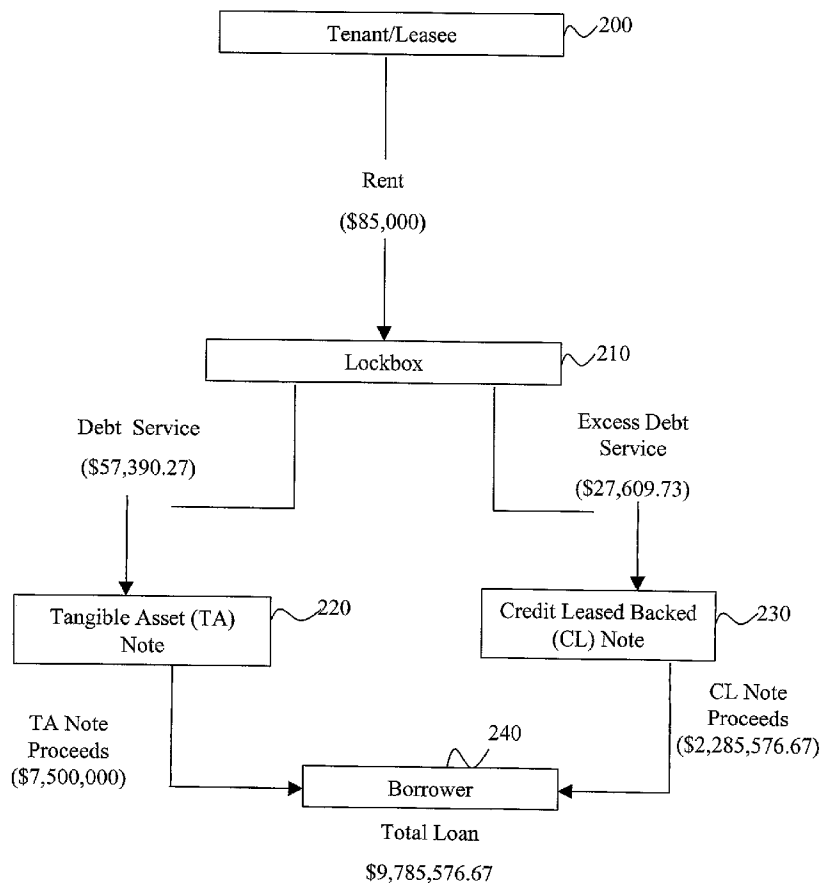 Tenant/Leasee
200
Rent
($85,000)
Lockbox
210
Debt Service
($57,390.27)
Excess Debt
Service
($27,609.73)
Tangible Asset (TA)
Note
220
Credit Leased Backed
(CL) Note
230
TA Note
Proceeds
($7,500,000)
CL Note
Proceeds
($2,285,576.67)
240
Borrower
Total Loan
$9,785,576.67